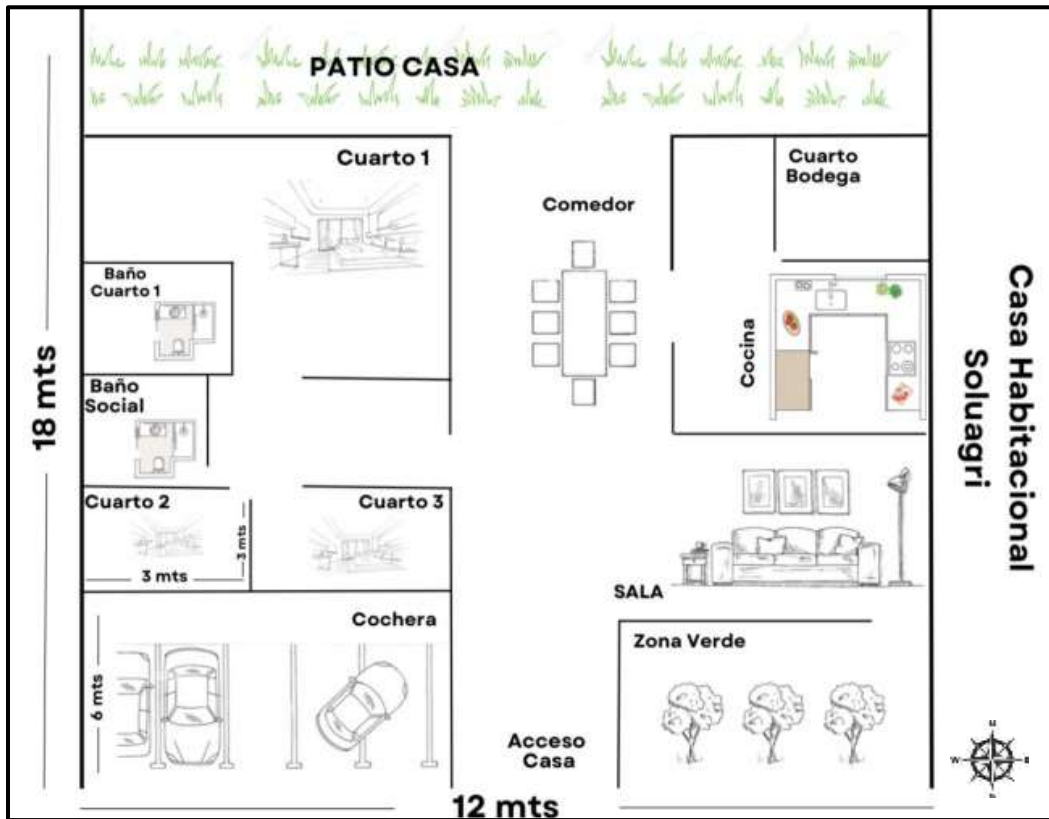 PATIO CASA
Cuarto 1
Cuarto
Bodega
Comedor
Baño
Cuarto 1
Cocina
Baño
Social
18 mts
Casa Habitacional
Soluagri
Cuarto 2
Cuarto 3
3 mts
3 mts
SALA
Cochera
Zona Verde
6 mts
Acceso
Casa
W
12 mts